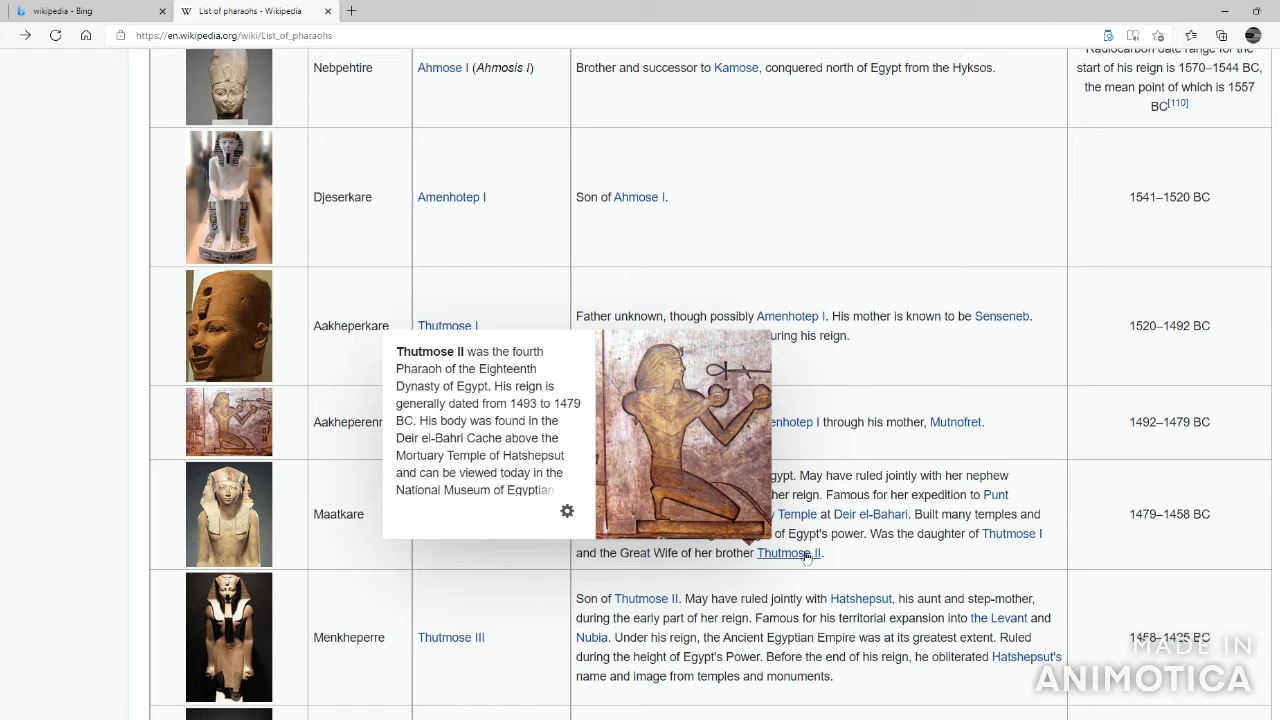 wikipedia - Bing
List of pharaohs - Wikipedia
https://en.wikipedia.org/wiki/List_of_pharaohs
Nebpehtire
Ahmose I (Ahmosis I)
Brother and successor to Kamose, conquered north of Egypt from the Hyksos.
Radiocarbon date range for the
start of his reign is 1570–1544 BC,
the mean point of which is 1557
BC[110]
Djeserkare
Amenhotep I
Son of Ahmose I.
1541–1520 BC
Aakheperkare
Thutmose I
Father unknown, though possibly Amenhotep I. His mother is known to be Senseneb.
uring his reign.
1520–1492 BC
Thutmose II was the fourth
Pharaoh of the Eighteenth
Dynasty of Egypt. His reign is
generally dated from 1493 to 1479
BC. His body was found in the
Deir el-Bahri Cache above the
Mortuary Temple of Hatshepsut
and can be viewed today in the
National Museum of Egyptian
Aakheperenr
enhotep I through his mother, Mutnofret.
1492–1479 BC
Maatkare
gypt. May have ruled jointly with her nephew
her reign. Famous for her expedition to Punt
y Temple at Deir el-Bahari. Built many temples and
of Egypt's power. Was the daughter of Thutmose I
and the Great Wife of her brother Thutmose II.
1479–1458 BC
Menkheperre
Thutmose III
Son of Thutmose II. May have ruled jointly with Hatshepsut, his aunt and step-mother,
during the early part of her reign. Famous for his territorial expansion into the Levant and
Nubia. Under his reign, the Ancient Egyptian Empire was at its greatest extent. Ruled
during the height of Egypt's Power. Before the end of his reign, he obliterated Hatshepsut's
name and image from temples and monuments.
1458–1425 BC
MADE IN
ANIMOTICA